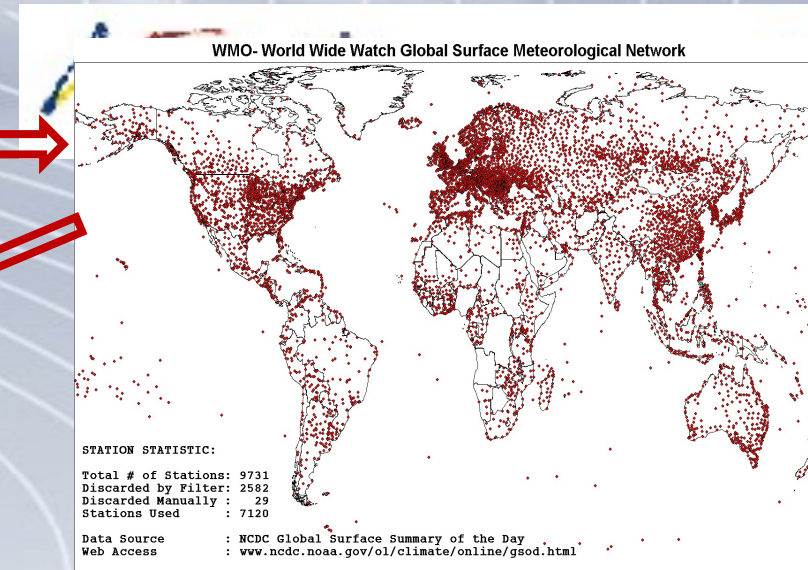 WMO- World Wide Watch Global Surface Meteorological Network
STATION STATISTIC:
Total # of Stations: 9731
Discarded by Filter: 2582
Discarded Manually : 29
Stations Used : 7120
Data Source : NCDC Global Surface Summary of the Day
Web Access : www.ncdc.noaa.gov/ol/climate/online/gsod.html